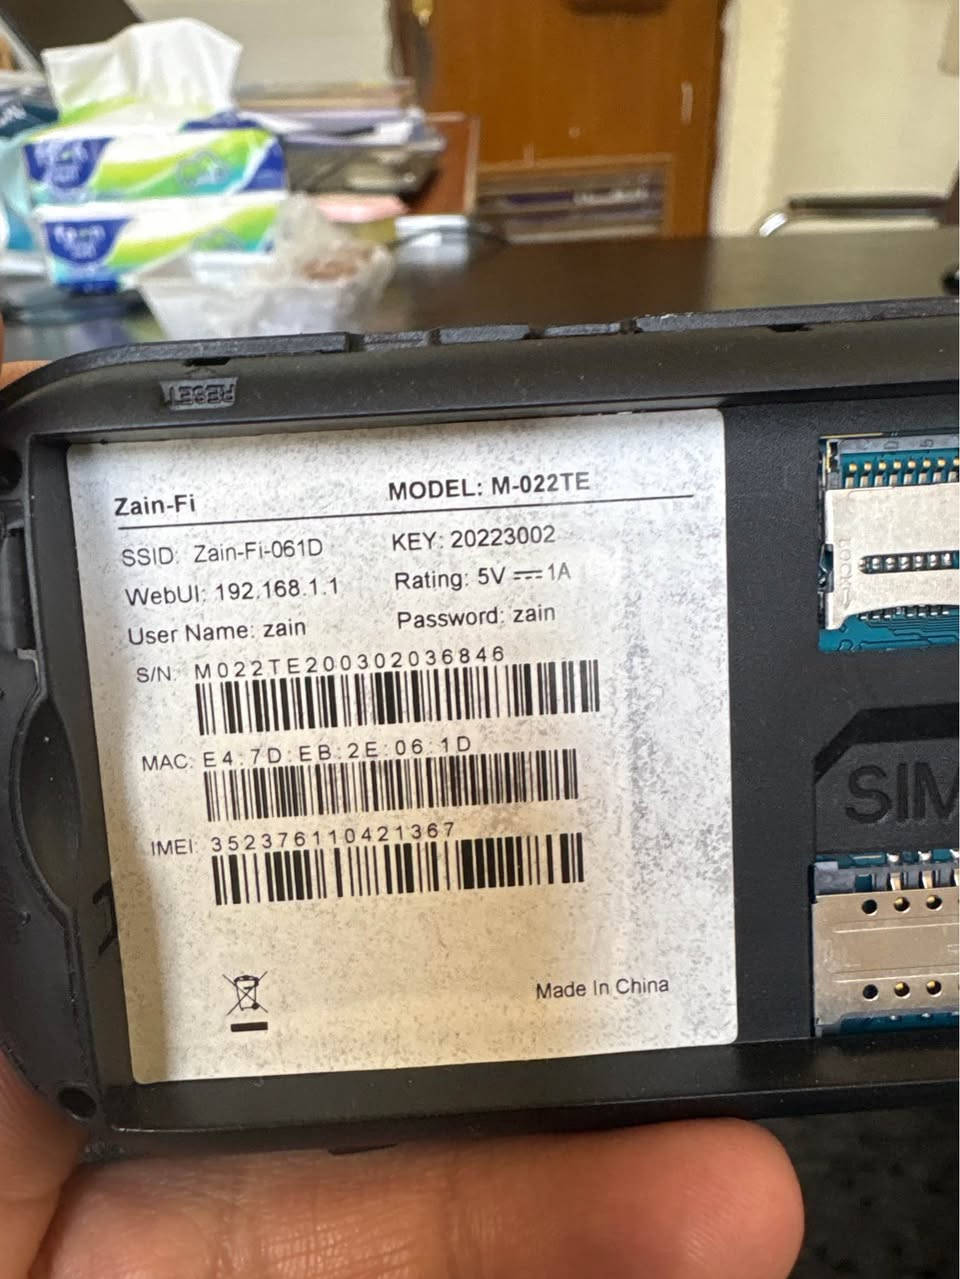 RESET
Zain-Fi MODEL: M-022TE
SSID: Zain-Fi-061D KEY: 20223002
WebUI: 192.168.1.1 Rating: 5V ⎓ 1A
User Name: zain Password: zain
S/N: M022TE200302036846
MAC: E4:7D:EB:2E:06:1D
IMEI: 352376110421367
Made In China
SIM